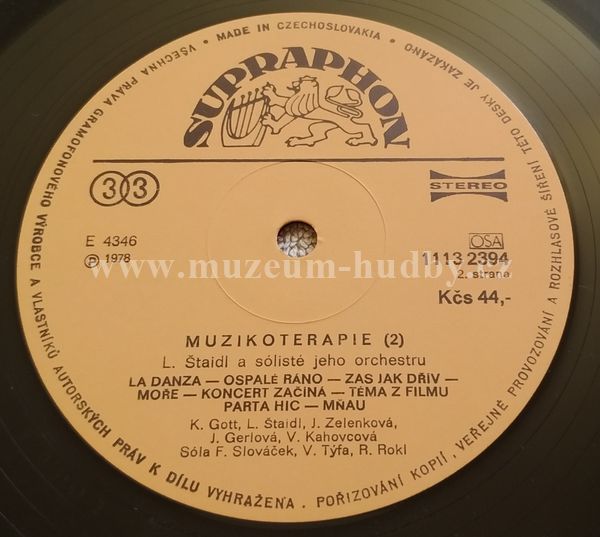 VŠECHNA PRÁVA GRAMOFONOVÉHO VÝROBCE A VLASTNÍKŮ AUTORSKÝCH PRÁV K DÍLU VYHRAŽENA . POŘIZOVÁNÍ KOPIÍ , VEŘEJNÉ PROVOZOVÁNÍ A ROZHLASOVÉ ŠÍŘENÍ TÉTO DESKY JE ZAKÁZÁNO
MADE IN CZECHOSLOVAKIA
SUPRAPHON
33
STEREO
E 4346
Ⓟ 1978
OSA
1113 2394
2. strana
Kčs 44,-
www.muzeum-hudby.cz
MUZIKOTERAPIE (2)
L. Štaidl a sólisté jeho orchestru
LA DANZA — OSPALÉ RÁNO — ZAS JAK DŘÍV —
MOŘE — KONCERT ZAČÍNÁ — TÉMA Z FILMU
PARTA HIC — MŇAU
K. Gott, L. Štaidl, J. Zelenková,
J. Gerlová, V. Kahovcová
Sóla F. Slováček, V. Týfa, R. Rokl